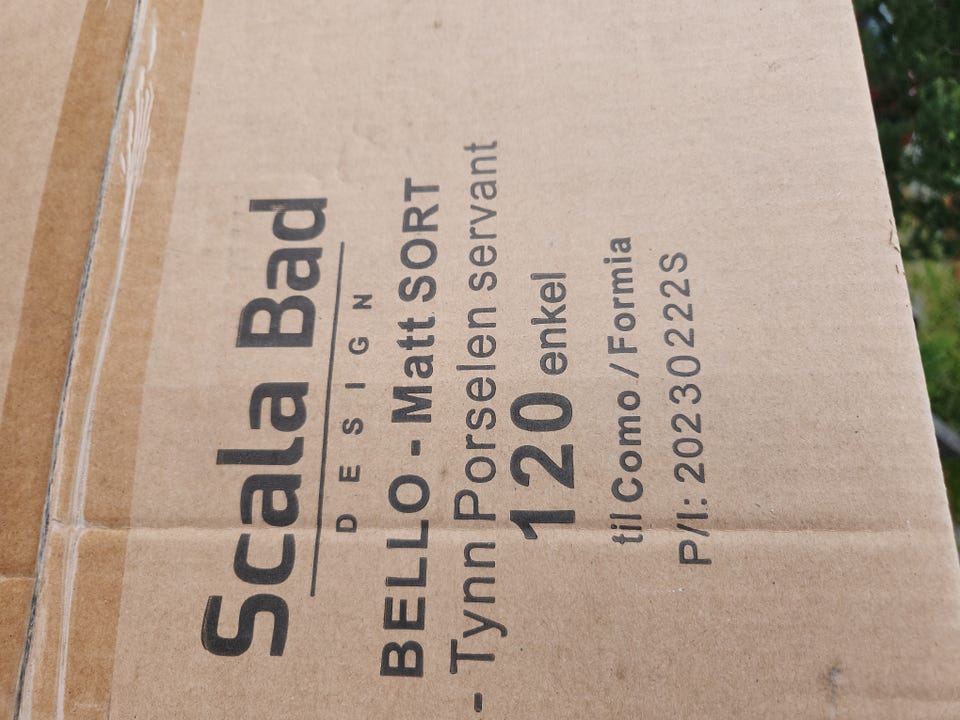 Scala Bad
DESIGN
BELLO - Matt SORT
- Tynn Porselen servant
120 enkel
til Como / Formia
P/I.: 20230222S